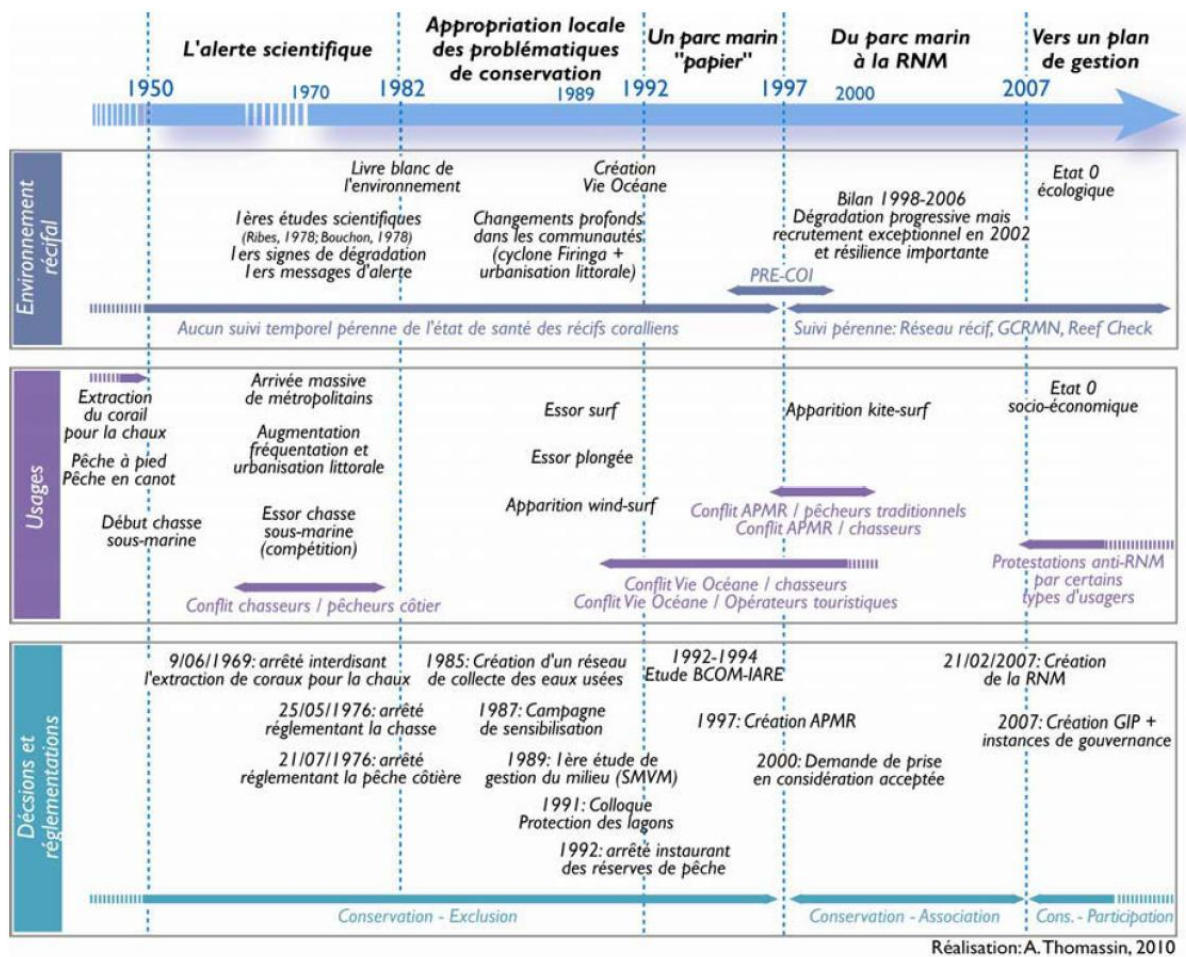 L'alerte scientifique
Appropriation locale
des problématiques
de conservation
Un parc marin
"papier"
Du parc marin
à la RNM
Vers un plan
de gestion
1950
1970
1982
1989
1992
1997
2000
2007
Environnement
récifal
Livre blanc de
l'environnement
1ères études scientifiques
(Ribes, 1978; Bouchon, 1978)
1ers signes de dégradation
1ers messages d'alerte
Création
Vie Océane
Changements profonds
dans les communautés
(cyclone Firinga +
urbanisation littorale)
Bilan 1998-2006
Dégradation progressive mais
recrutement exceptionnel en 2002
et résilience importante
Etat 0
écologique
PRE-COI
Aucun suivi temporel pérenne de l'état de santé des récifs coralliens
Suivi pérenne: Réseau récif, GCRMN, Reef Check
Usages
Extraction
du corail
pour la chaux
Pêche à pied
Pêche en canot
Début chasse
sous-marine
Arrivée massive
de métropolitains
Augmentation
fréquentation et
urbanisation littorale
Essor chasse
sous-marine
(compétition)
Conflit chasseurs / pêcheurs côtier
Essor surf
Essor plongée
Apparition wind-surf
Apparition kite-surf
Conflit APMR / pêcheurs traditionnels
Conflit APMR / chasseurs
Conflit Vie Océane / chasseurs
Conflit Vie Océane / Opérateurs touristiques
Etat 0
socio-économique
Protestations anti-RNM
par certains
types d'usagers
Décsions et
réglementations
9/06/1969: arrêté interdisant
l'extraction de coraux pour la chaux
25/05/1976: arrêté
réglementant la chasse
21/07/1976: arrêté
réglementant la pêche côtière
1985: Création d'un réseau
de collecte des eaux usées
1987: Campagne
de sensibilisation
1989: 1ère étude de
gestion du milieu (SMVM)
1991: Colloque
Protection des lagons
1992: arrêté instaurant
des réserves de pêche
1992-1994
Etude BCOM-IARE
1997: Création APMR
2000: Demande de prise
en considération acceptée
21/02/2007: Création
de la RNM
2007: Création GIP +
instances de gouvernance
Conservation - Exclusion
Conservation - Association
Cons. - Participation
Réalisation: A. Thomassin, 2010